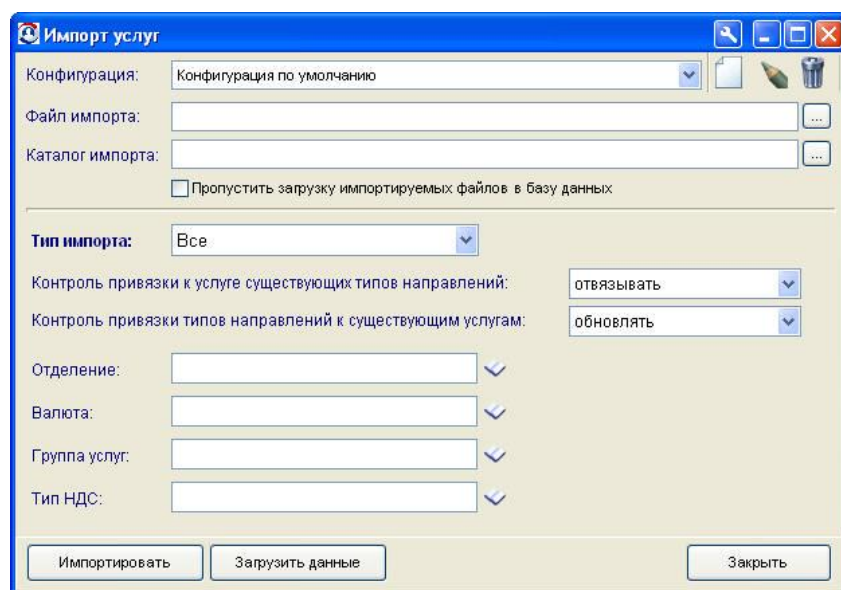 Импорт услуг
Конфигурация: Конфигурация по умолчанию
Файл импорта: ...
Каталог импорта: ...
Пропустить загрузку импортируемых файлов в базу данных
Тип импорта: Все
Контроль привязки к услуге существующих типов направлений: отвязывать
Контроль привязки типов направлений к существующим услугам: обновлять
Отделение:
Валюта:
Группа услуг:
Тип НДС:
Импортировать Загрузить данные Закрыть